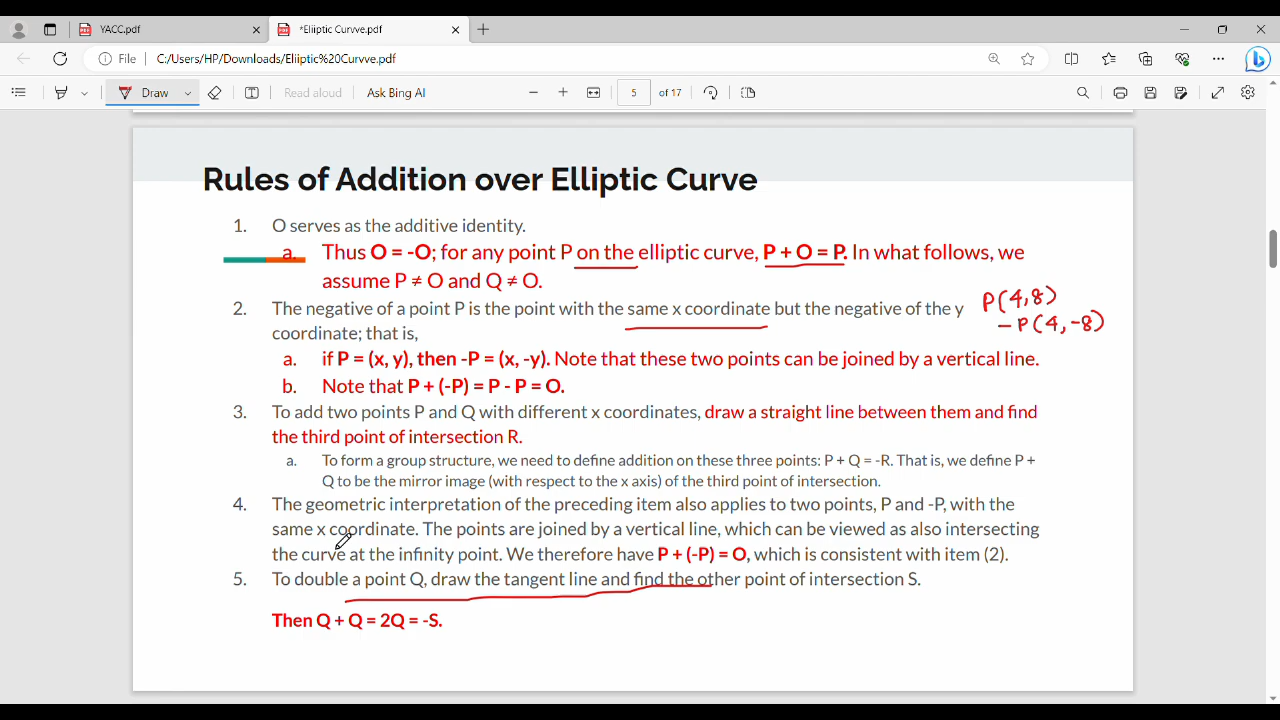 YACC.pdf
*Eliiptic Curvve.pdf
File
C:/Users/HP/Downloads/Eliiptic%20Curvve.pdf
Draw
Read aloud
Ask Bing AI
5
of 17
Rules of Addition over Elliptic Curve
1. O serves as the additive identity.
a. Thus O = -O; for any point P on the elliptic curve, P + O = P. In what follows, we
assume P ≠ O and Q ≠ O.
2. The negative of a point P is the point with the same x coordinate but the negative of the y
coordinate; that is,
P(4,8)
-P(4,-8)
a. if P = (x, y), then -P = (x, -y). Note that these two points can be joined by a vertical line.
b. Note that P + (-P) = P - P = O.
3. To add two points P and Q with different x coordinates, draw a straight line between them and find
the third point of intersection R.
a. To form a group structure, we need to define addition on these three points: P + Q = -R. That is, we define P +
Q to be the mirror image (with respect to the x axis) of the third point of intersection.
4. The geometric interpretation of the preceding item also applies to two points, P and -P, with the
same x coordinate. The points are joined by a vertical line, which can be viewed as also intersecting
the curve at the infinity point. We therefore have P + (-P) = O, which is consistent with item (2).
5. To double a point Q, draw the tangent line and find the other point of intersection S.
Then Q + Q = 2Q = -S.